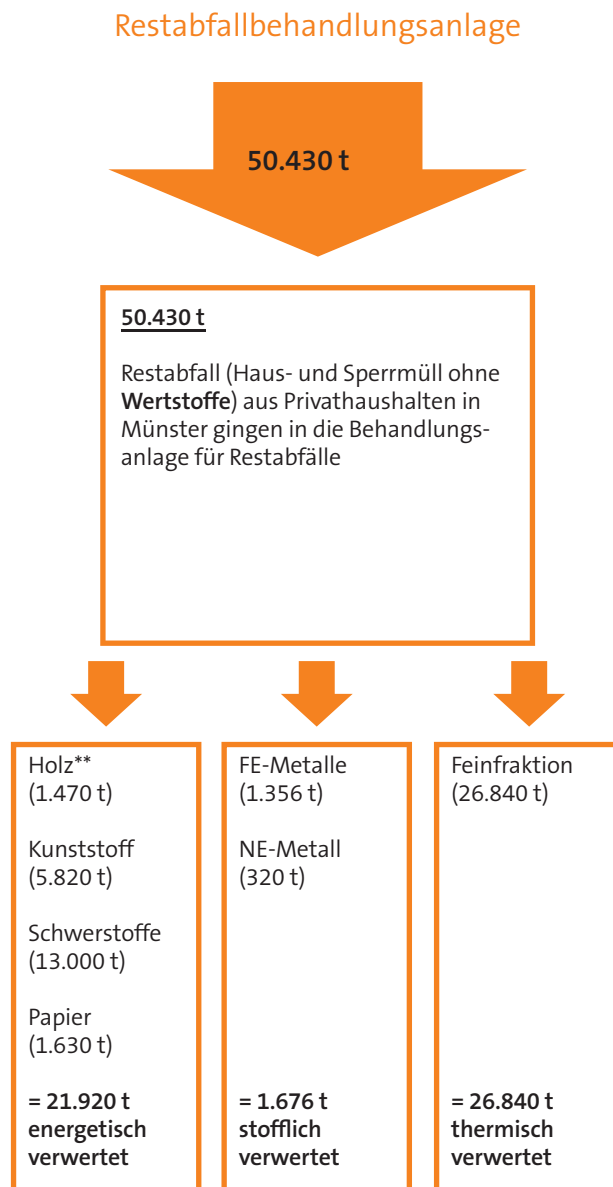 Restabfallbehandlungsanlage
50.430 t
50.430 t
Restabfall (Haus- und Sperrmüll ohne
Wertstoffe) aus Privathaushalten in
Münster gingen in die Behandlungs-
anlage für Restabfälle
Holz**
(1.470 t)
Kunststoff
(5.820 t)
Schwerstoffe
(13.000 t)
Papier
(1.630 t)
= 21.920 t
energetisch
verwertet
FE-Metalle
(1.356 t)
NE-Metall
(320 t)
= 1.676 t
stofflich
verwertet
Feinfraktion
(26.840 t)
= 26.840 t
thermisch
verwertet